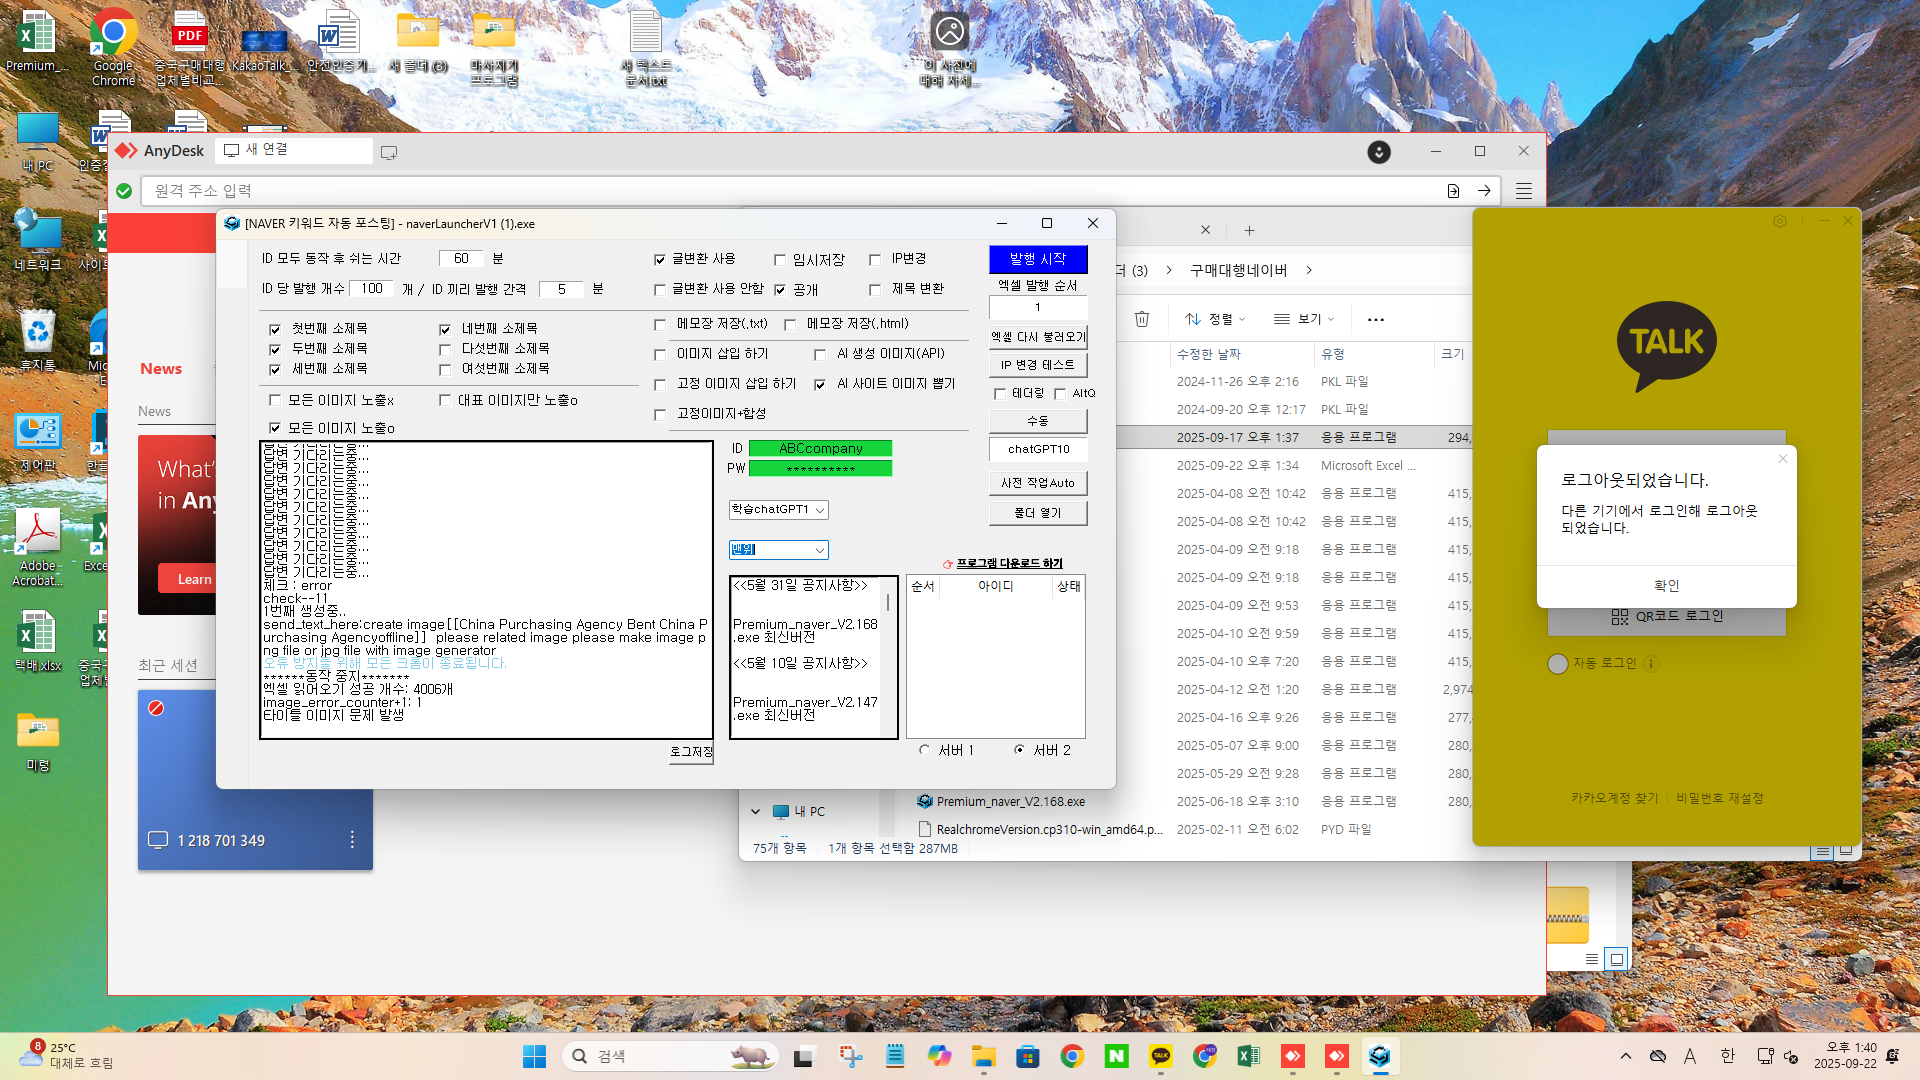 Premium_...
Google Chrome
중국구매대행 업체별비교...
KakaoTalk_...
안전인증기...
새 폴더 (3)
마사지기 프로그램
새 텍스트 문서.txt
이 사진에 대해 자세...
내 PC
네트워크
휴지통
제어판
Adobe Acrobat...
택배.xlsx
미령
AnyDesk
새 연결
원격 주소 입력
News
News
What's
in Any
Learn
최근 세션
1 218 701 349
[NAVER 키워드 자동 포스팅] - naverLauncherV1 (1).exe
ID 모두 동작 후 쉬는 시간 60 분
ID 당 발행 개수 100 개 / ID 끼리 발행 간격 5 분
글변환 사용 임시저장 IP변경
글변환 사용 안함 공개 제목 변환
첫번째 소제목 네번째 소제목
두번째 소제목 다섯번째 소제목
세번째 소제목 여섯번째 소제목
모든 이미지 노출x 대표 이미지만 노출o
모든 이미지 노출o
메모장 저장(.txt) 메모장 저장(.html)
이미지 삽입 하기 AI 생성 이미지(API)
고정 이미지 삽입 하기 AI 사이트 이미지 뽑기
고정이미지+합성
발행 시작
엑셀 발행 순서
1
엑셀 다시 불러오기
IP 변경 테스트
테더링 AltQ
수동
chatGPT10
사전 작업Auto
폴더 열기
ID ABCcompany
PW **********
학습chatGPT1
맨위
답변 기다리는중...
답변 기다리는중...
답변 기다리는중...
답변 기다리는중...
답변 기다리는중...
답변 기다리는중...
답변 기다리는중...
답변 기다리는중...
답변 기다리는중...
답변 기다리는중...
답변 기다리는중...
체크 : error
check--11
1번째 생성중..
send_text_here:create image[[China Purchasing Agency Bent China P
urchasing Agencyoffline]] please related image please make image p
ng file or jpg file with image generator
오류 방지를 위해 모든 크롬이 종료됩니다.
******동작 중지*******
엑셀 읽어오기 성공 개수: 4006개
image_error_counter+1: 1
타이틀 이미지 문제 발생
로그저장
<<5월 31일 공지사항>>
Premium_naver_V2.168
.exe 최신버전
<<5월 10일 공지사항>>
Premium_naver_V2.147
.exe 최신버전
프로그램 다운로드 하기
순서 아이디 상태
서버 1 서버 2
더 (3) > 구매대행네이버 >
정렬 보기 ...
수정한 날짜 유형 크기
2024-11-26 오후 2:16 PKL 파일
2024-09-20 오후 12:17 PKL 파일
2025-09-17 오후 1:37 응용 프로그램 294,
2025-09-22 오후 1:34 Microsoft Excel ...
2025-04-08 오전 10:42 응용 프로그램 415,
2025-04-08 오전 10:42 응용 프로그램 415,
2025-04-09 오전 9:18 응용 프로그램 415,
2025-04-09 오전 9:18 응용 프로그램 415,
2025-04-09 오전 9:53 응용 프로그램 415,
2025-04-10 오전 9:59 응용 프로그램 415,
2025-04-10 오후 7:20 응용 프로그램 415,
2025-04-12 오전 1:20 응용 프로그램 2,974
2025-04-16 오후 9:26 응용 프로그램 277,
2025-05-07 오후 9:00 응용 프로그램 280,
2025-05-29 오전 9:28 응용 프로그램 280,
Premium_naver_V2.168.exe 2025-06-18 오후 3:10 응용 프로그램 280,
RealchromeVersion.cp310-win_amd64.p... 2025-02-11 오전 6:02 PYD 파일
내 PC
75개 항목 1개 항목 선택함 287MB
TALK
로그아웃되었습니다.
다른 기기에서 로그인해 로그아웃
되었습니다.
확인
QR코드 로그인
자동 로그인
카카오계정 찾기 비밀번호 재설정
8
25°C
대체로 흐림
검색
A
한
오후 1:40
2025-09-22